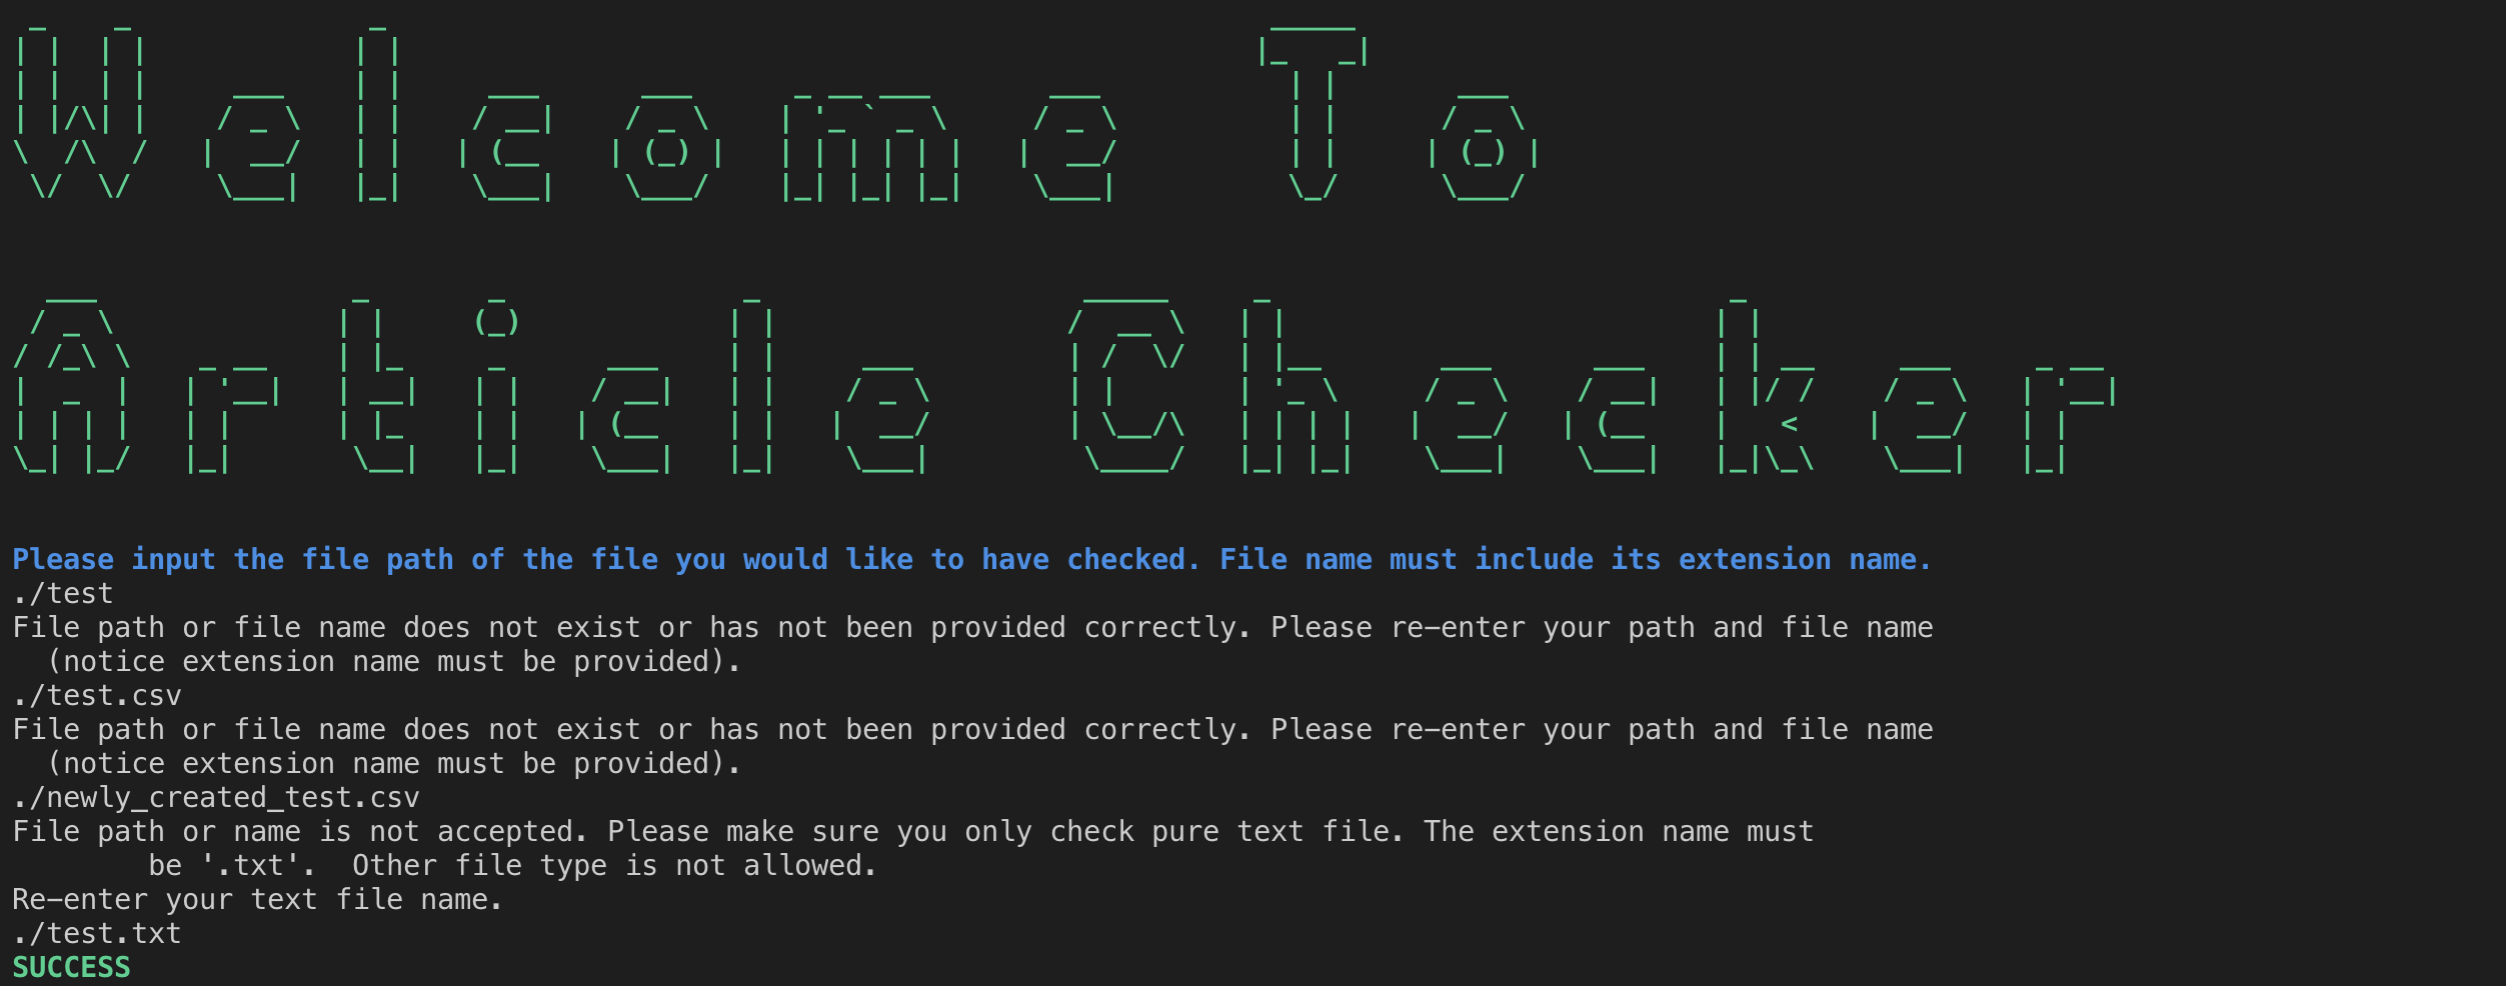 Welcome To
Article Checker
Please input the file path of the file you would like to have checked. File name must include its extension name.
./test
File path or file name does not exist or has not been provided correctly. Please re-enter your path and file name
(notice extension name must be provided).
./test.csv
File path or file name does not exist or has not been provided correctly. Please re-enter your path and file name
(notice extension name must be provided).
./newly_created_test.csv
File path or name is not accepted. Please make sure you only check pure text file. The extension name must
be '.txt'.  Other file type is not allowed.
Re-enter your text file name.
./test.txt
SUCCESS